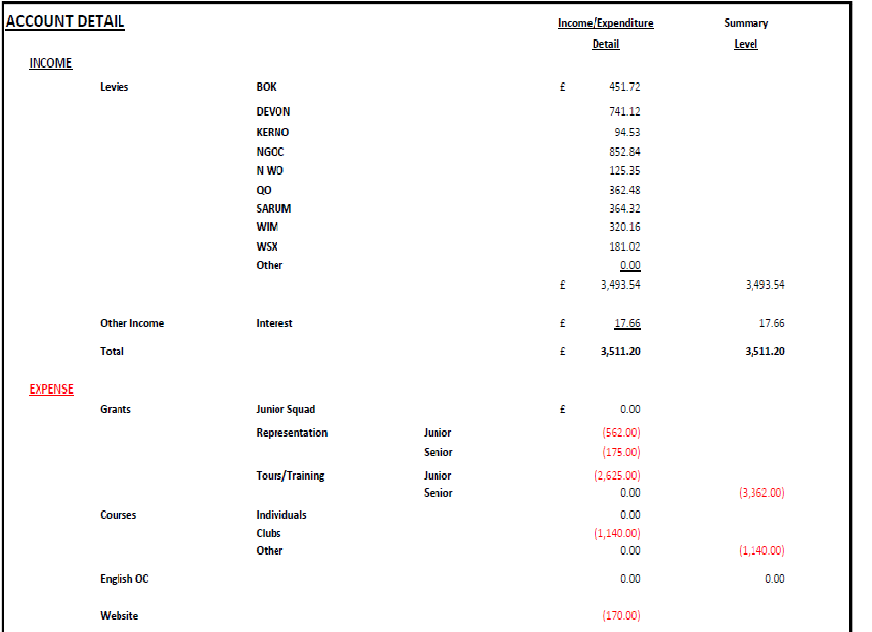 ACCOUNT DETAIL Income/Expenditure Summary
Detail Level
INCOME
Levies BOK £ 451.72
DEVON 741.12
KERNO 94.53
NGOC 852.84
N WO 125.35
QO 362.48
SARUM 364.32
WIM 320.16
WSX 181.02
Other 0.00
£ 3,493.54 3,493.54
Other Income Interest £ 17.66 17.66
Total £ 3,511.20 3,511.20
EXPENSE
Grants Junior Squad £ 0.00
Representation Junior (562.00)
Senior (175.00)
Tours/Training Junior (2,625.00)
Senior 0.00 (3,362.00)
Courses Individuals 0.00
Clubs (1,140.00)
Other 0.00 (1,140.00)
English OC 0.00 0.00
Website (170.00)